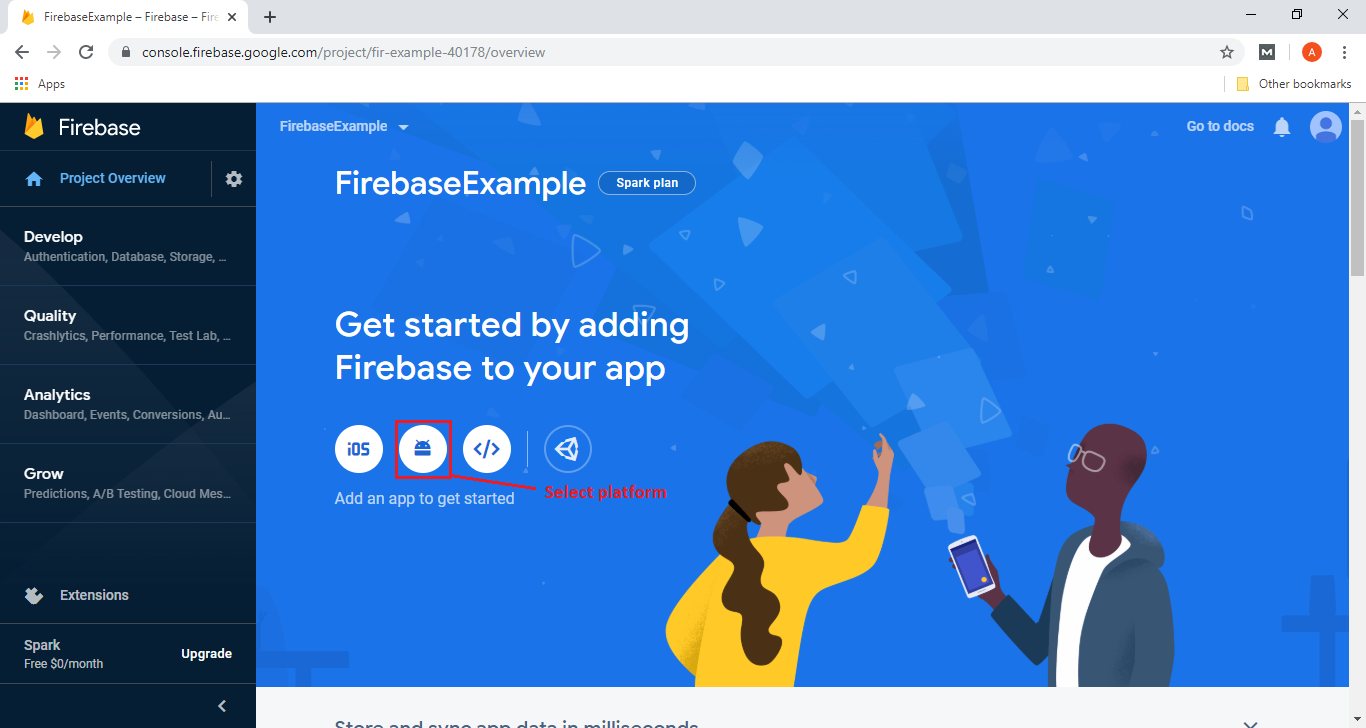 FirebaseExample – Firebase – Fire
console.firebase.google.com/project/fir-example-40178/overview
M
A
Apps
Other bookmarks
Firebase
FirebaseExample
Go to docs
Project Overview
FirebaseExample
Spark plan
Develop
Authentication, Database, Storage, ...
Quality
Crashlytics, Performance, Test Lab, ...
Analytics
Dashboard, Events, Conversions, Au...
Grow
Predictions, A/B Testing, Cloud Mes...
Get started by adding
Firebase to your app
iOS
</>
Select platform
Add an app to get started
Extensions
Spark
Free $0/month
Upgrade
Store and sync app data in milliseconds